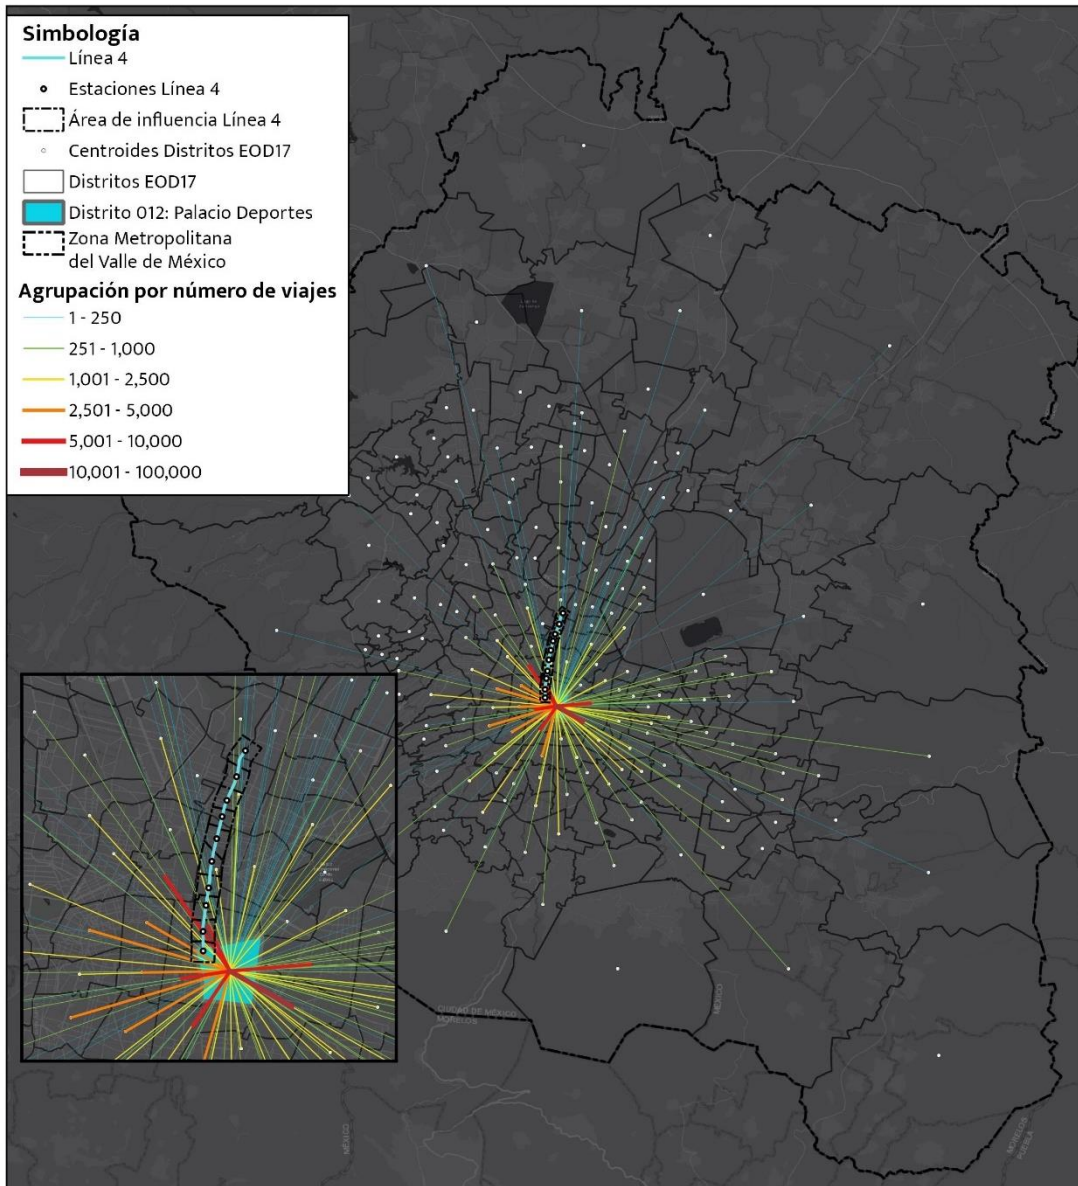 Simbología
Línea 4
Estaciones Línea 4
Área de influencia Línea 4
Centroides Distritos EOD17
Distritos EOD17
Distrito 012: Palacio Deportes
Zona Metropolitana
del Valle de México
Agrupación por número de viajes
1 - 250
251 - 1,000
1,001 - 2,500
2,501 - 5,000
5,001 - 10,000
10,001 - 100,000
CIUDAD DE MÉXICO
MORELOS
MÉXICO
MÉXICO
MORELOS
PUEBLA